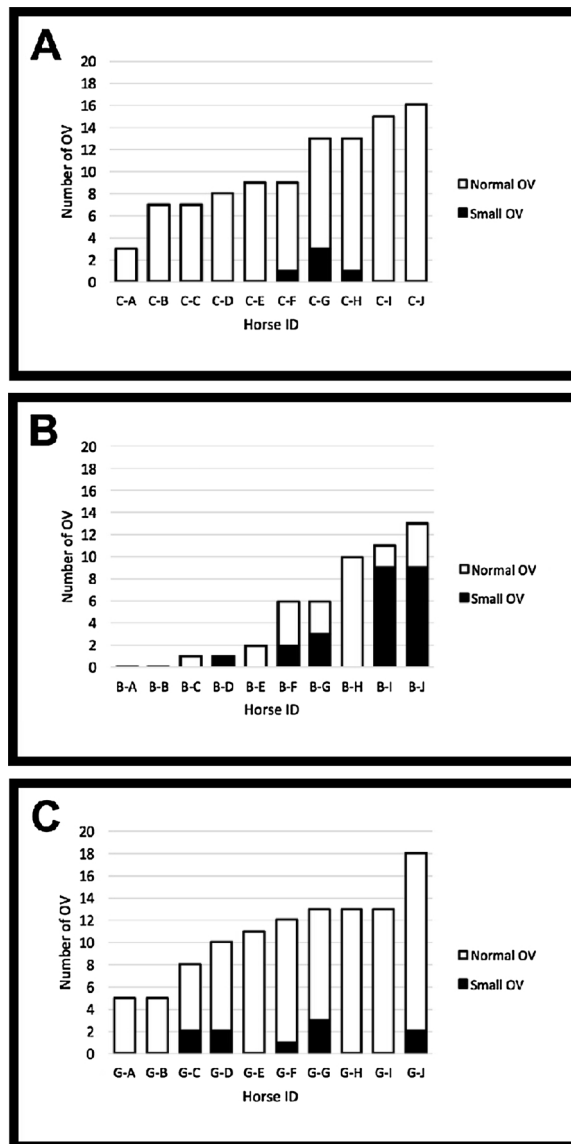 A
20
18
16
14
12
10
8
6
4
2
0
Number of OV
C-A C-B C-C C-D C-E C-F C-G C-H C-I C-J
Horse ID
Normal OV
Small OV
B
20
18
16
14
12
10
8
6
4
2
0
Number of OV
B-A B-B B-C B-D B-E B-F B-G B-H B-I B-J
Horse ID
Normal OV
Small OV
C
20
18
16
14
12
10
8
6
4
2
0
Number of OV
G-A G-B G-C G-D G-E G-F G-G G-H G-I G-J
Horse ID
Normal OV
Small OV